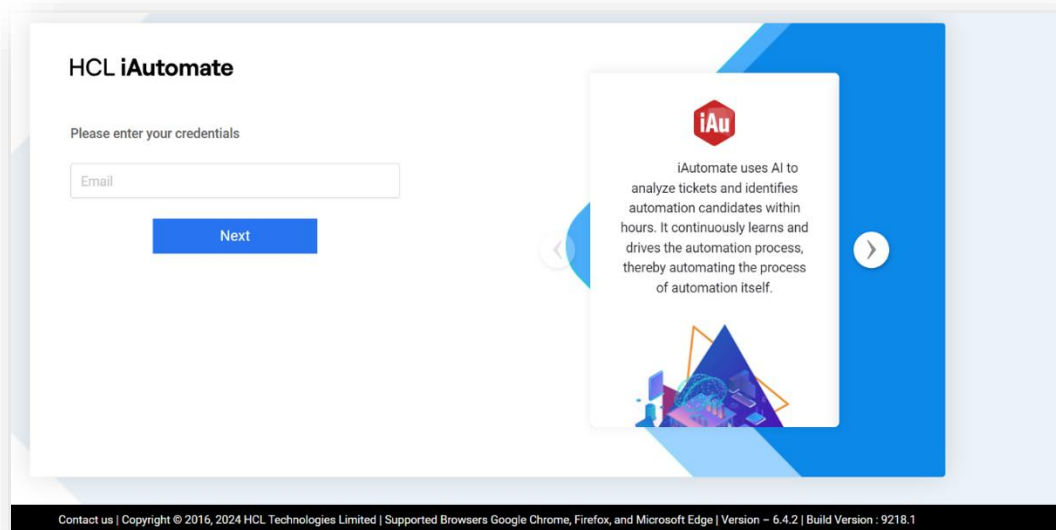 HCL iAutomate
Please enter your credentials
Email
Next
iAu
iAutomate uses AI to
analyze tickets and identifies
automation candidates within
hours. It continuously learns and
drives the automation process,
thereby automating the process
of automation itself.
Contact us | Copyright © 2016, 2024 HCL Technologies Limited | Supported Browsers Google Chrome, Firefox, and Microsoft Edge | Version – 6.4.2 | Build Version : 9218.1